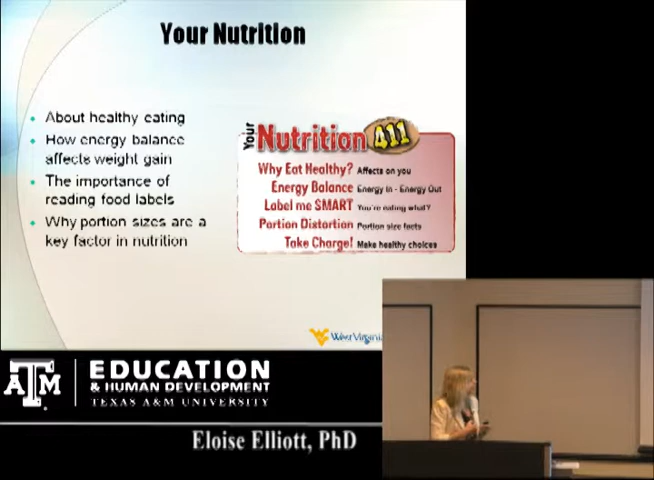 Your Nutrition
About healthy eating
How energy balance
affects weight gain
The importance of
reading food labels
Why portion sizes are a
key factor in nutrition
Your Nutrition 411
Why Eat Healthy? Affects on you
Energy Balance Energy In - Energy Out
Label me SMART You're eating what?
Portion Distortion Portion size facts
Take Charge! Make healthy choices
West Virginia
ATM EDUCATION
& HUMAN DEVELOPMENT
TEXAS A&M UNIVERSITY
Eloise Elliott, PhD